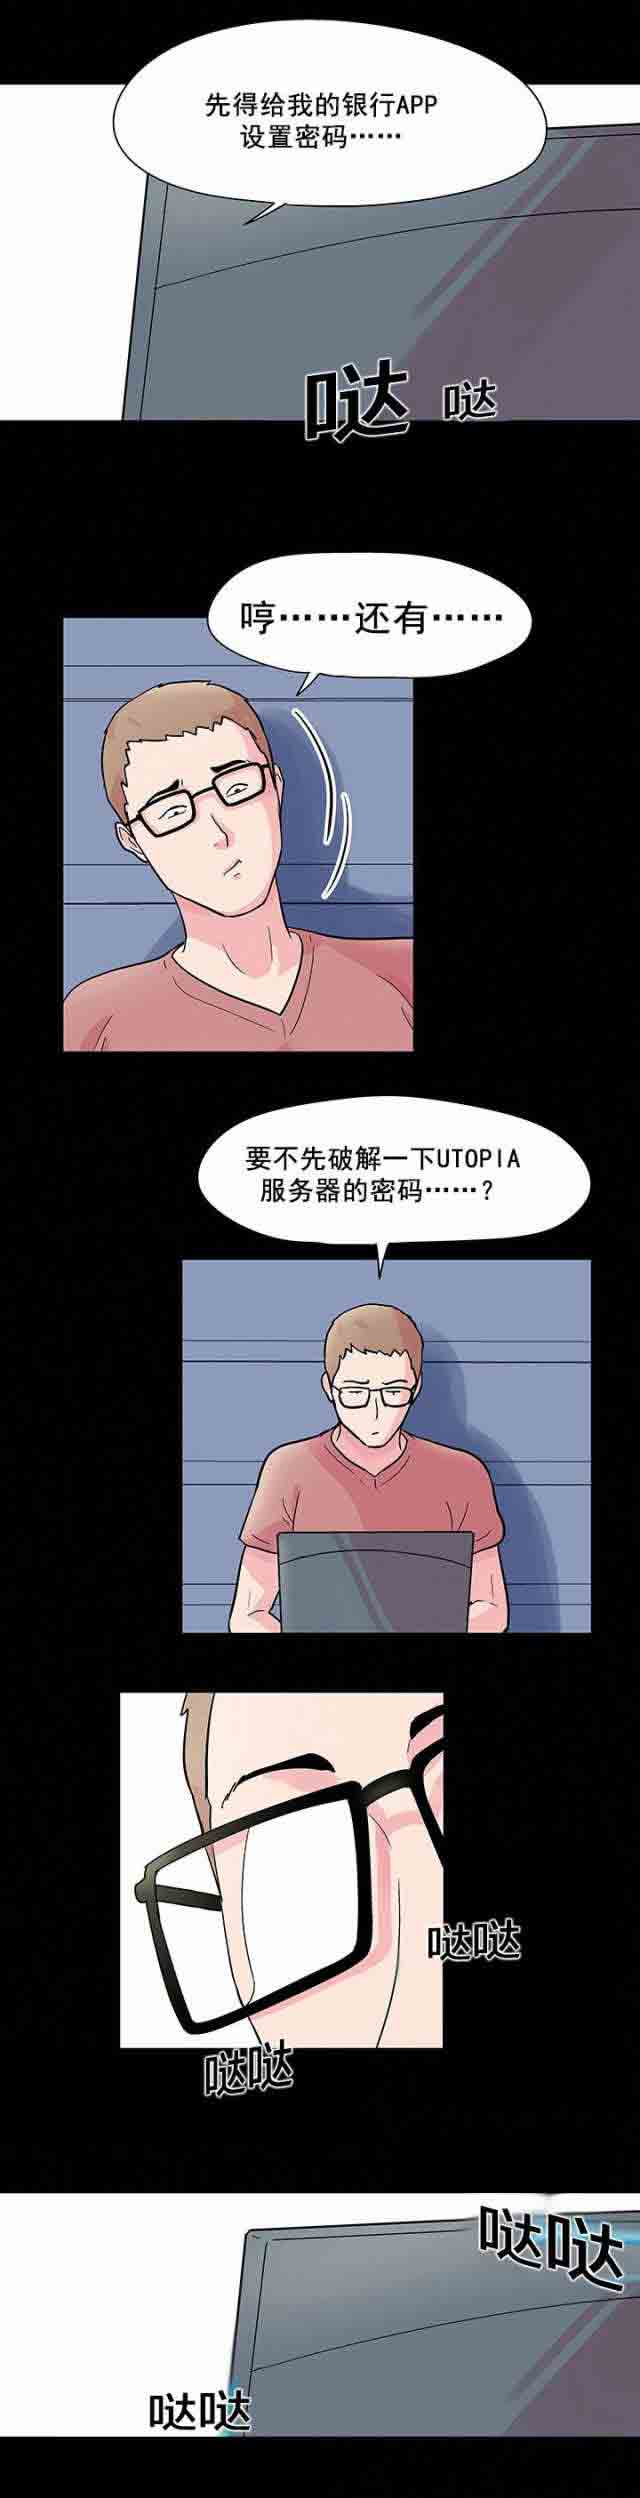 先得给我的银行APP
设置密码……
哒 哒
哼……还有……
要不先破解一下UTOPIA
服务器的密码……?
哒哒
哒哒
哒哒
哒哒